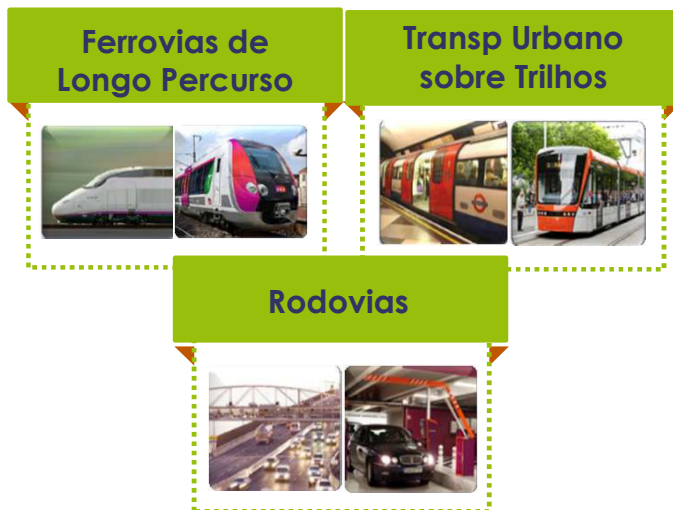 Ferrovias de
Longo Percurso
Transp Urbano
sobre Trilhos
Rodovias